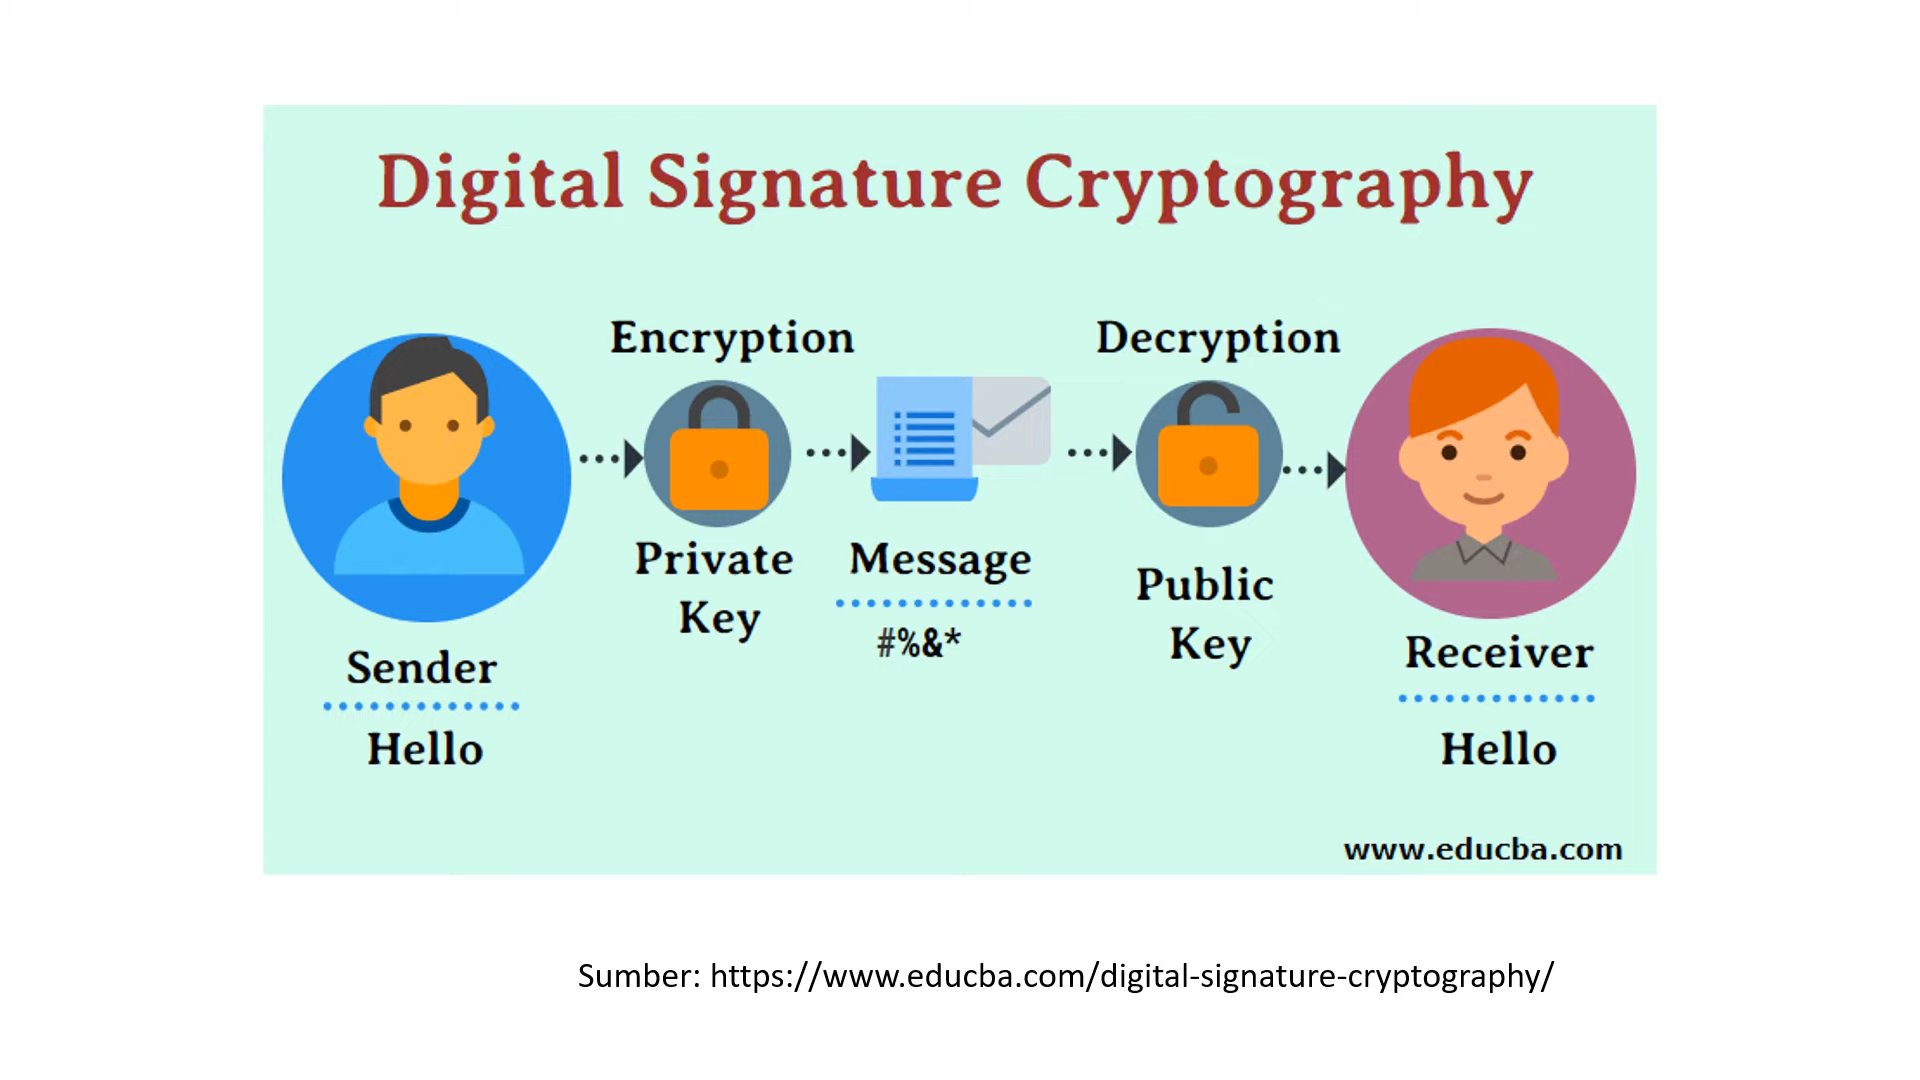 Digital Signature Cryptography
Encryption
Decryption
Private
Key
Message
#%&*
Public
Key
Sender
Hello
Receiver
Hello
www.educba.com
Sumber: https://www.educba.com/digital-signature-cryptography/